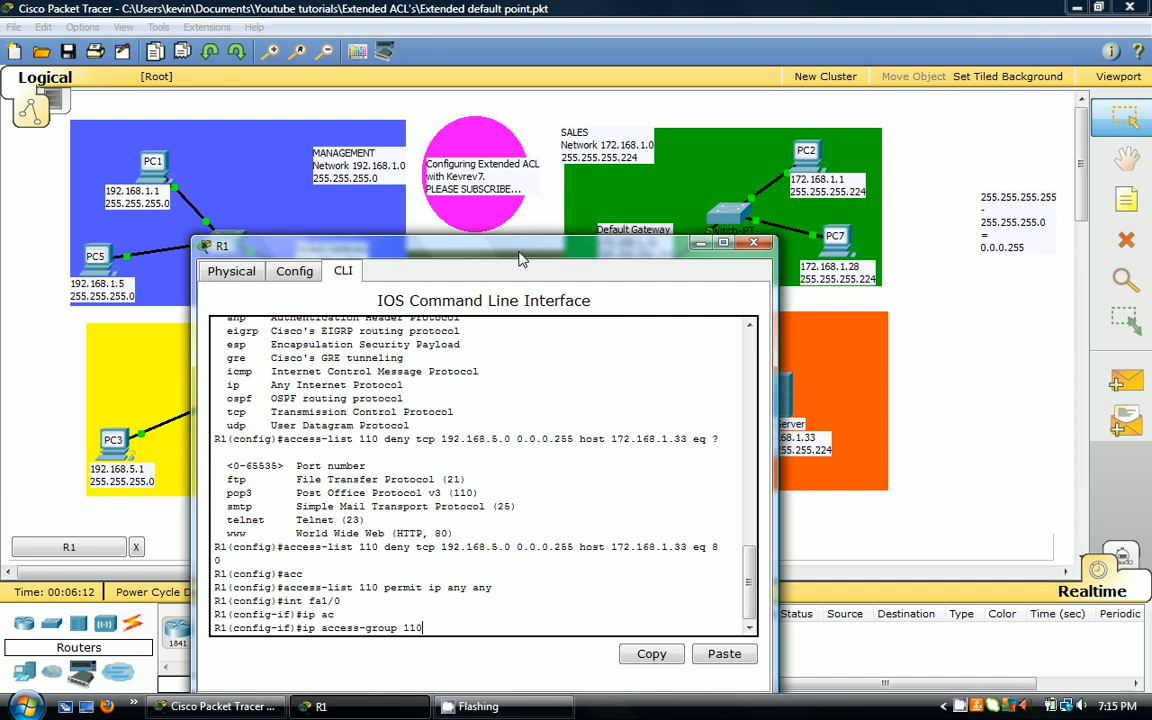 Cisco Packet Tracer - C:\Users\kevin\Documents\Youtube tutorials\Extended ACL's\Extended default point.pkt
File Edit Options View Tools Extensions Help
Logical [Root] New Cluster Move Object Set Tiled Background Viewport
MANAGEMENT
Network 192.168.1.0
255.255.255.0
PC1
192.168.1.1
255.255.255.0
PC5
192.168.1.5
255.255.255.0
Configuring Extended ACL
with Kevrev7.
PLEASE SUBSCRIBE...
SALES
Network 172.168.1.0
255.255.255.224
PC2
172.168.1.1
255.255.255.224
Switch-PT
Default Gateway
PC7
172.168.1.28
255.255.255.224
255.255.255.255
-
255.255.255.0
=
0.0.0.255
PC3
192.168.5.1
255.255.255.0
Server
68.1.33
255.255.224
R1
Physical Config CLI
IOS Command Line Interface
ahp Authentication Header Protocol
eigrp Cisco's EIGRP routing protocol
esp Encapsulation Security Payload
gre Cisco's GRE tunneling
icmp Internet Control Message Protocol
ip Any Internet Protocol
ospf OSPF routing protocol
tcp Transmission Control Protocol
udp User Datagram Protocol
R1(config)#access-list 110 deny tcp 192.168.5.0 0.0.0.255 host 172.168.1.33 eq ?
<0-65535> Port number
ftp File Transfer Protocol (21)
pop3 Post Office Protocol v3 (110)
smtp Simple Mail Transport Protocol (25)
telnet Telnet (23)
www World Wide Web (HTTP, 80)
R1(config)#access-list 110 deny tcp 192.168.5.0 0.0.0.255 host 172.168.1.33 eq 8
0
R1(config)#acc
R1(config)#access-list 110 permit ip any any
R1(config)#int fa1/0
R1(config-if)#ip ac
R1(config-if)#ip access-group 110
Copy Paste
R1 X
Time: 00:06:12 Power Cycle D
Realtime
Routers
1841
Status Source Destination Type Color Time (sec) Periodic
Cisco Packet Tracer ... R1 Flashing 7:15 PM